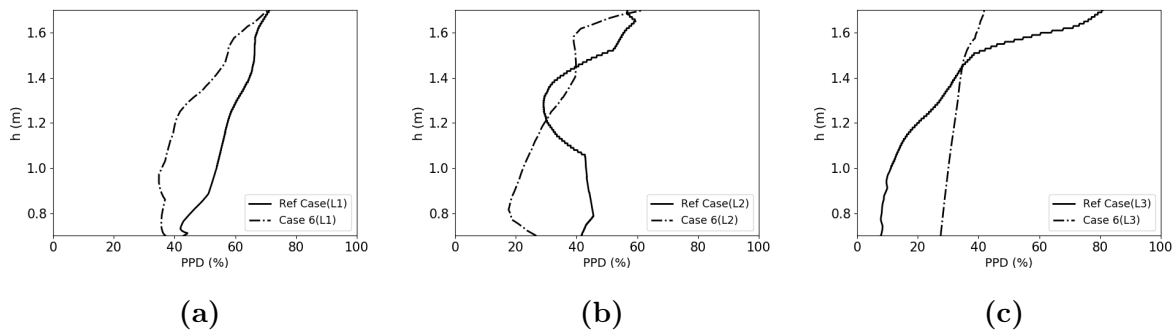 1.6
1.4
1.2
1.0
0.8
h (m)
0 20 40 60 80 100
PPD (%)
Ref Case(L1)
Case 6(L1)
(a)
1.6
1.4
1.2
1.0
0.8
h (m)
0 20 40 60 80 100
PPD (%)
Ref Case(L2)
Case 6(L2)
(b)
1.6
1.4
1.2
1.0
0.8
h (m)
0 20 40 60 80 100
PPD (%)
Ref Case(L3)
Case 6(L3)
(c)